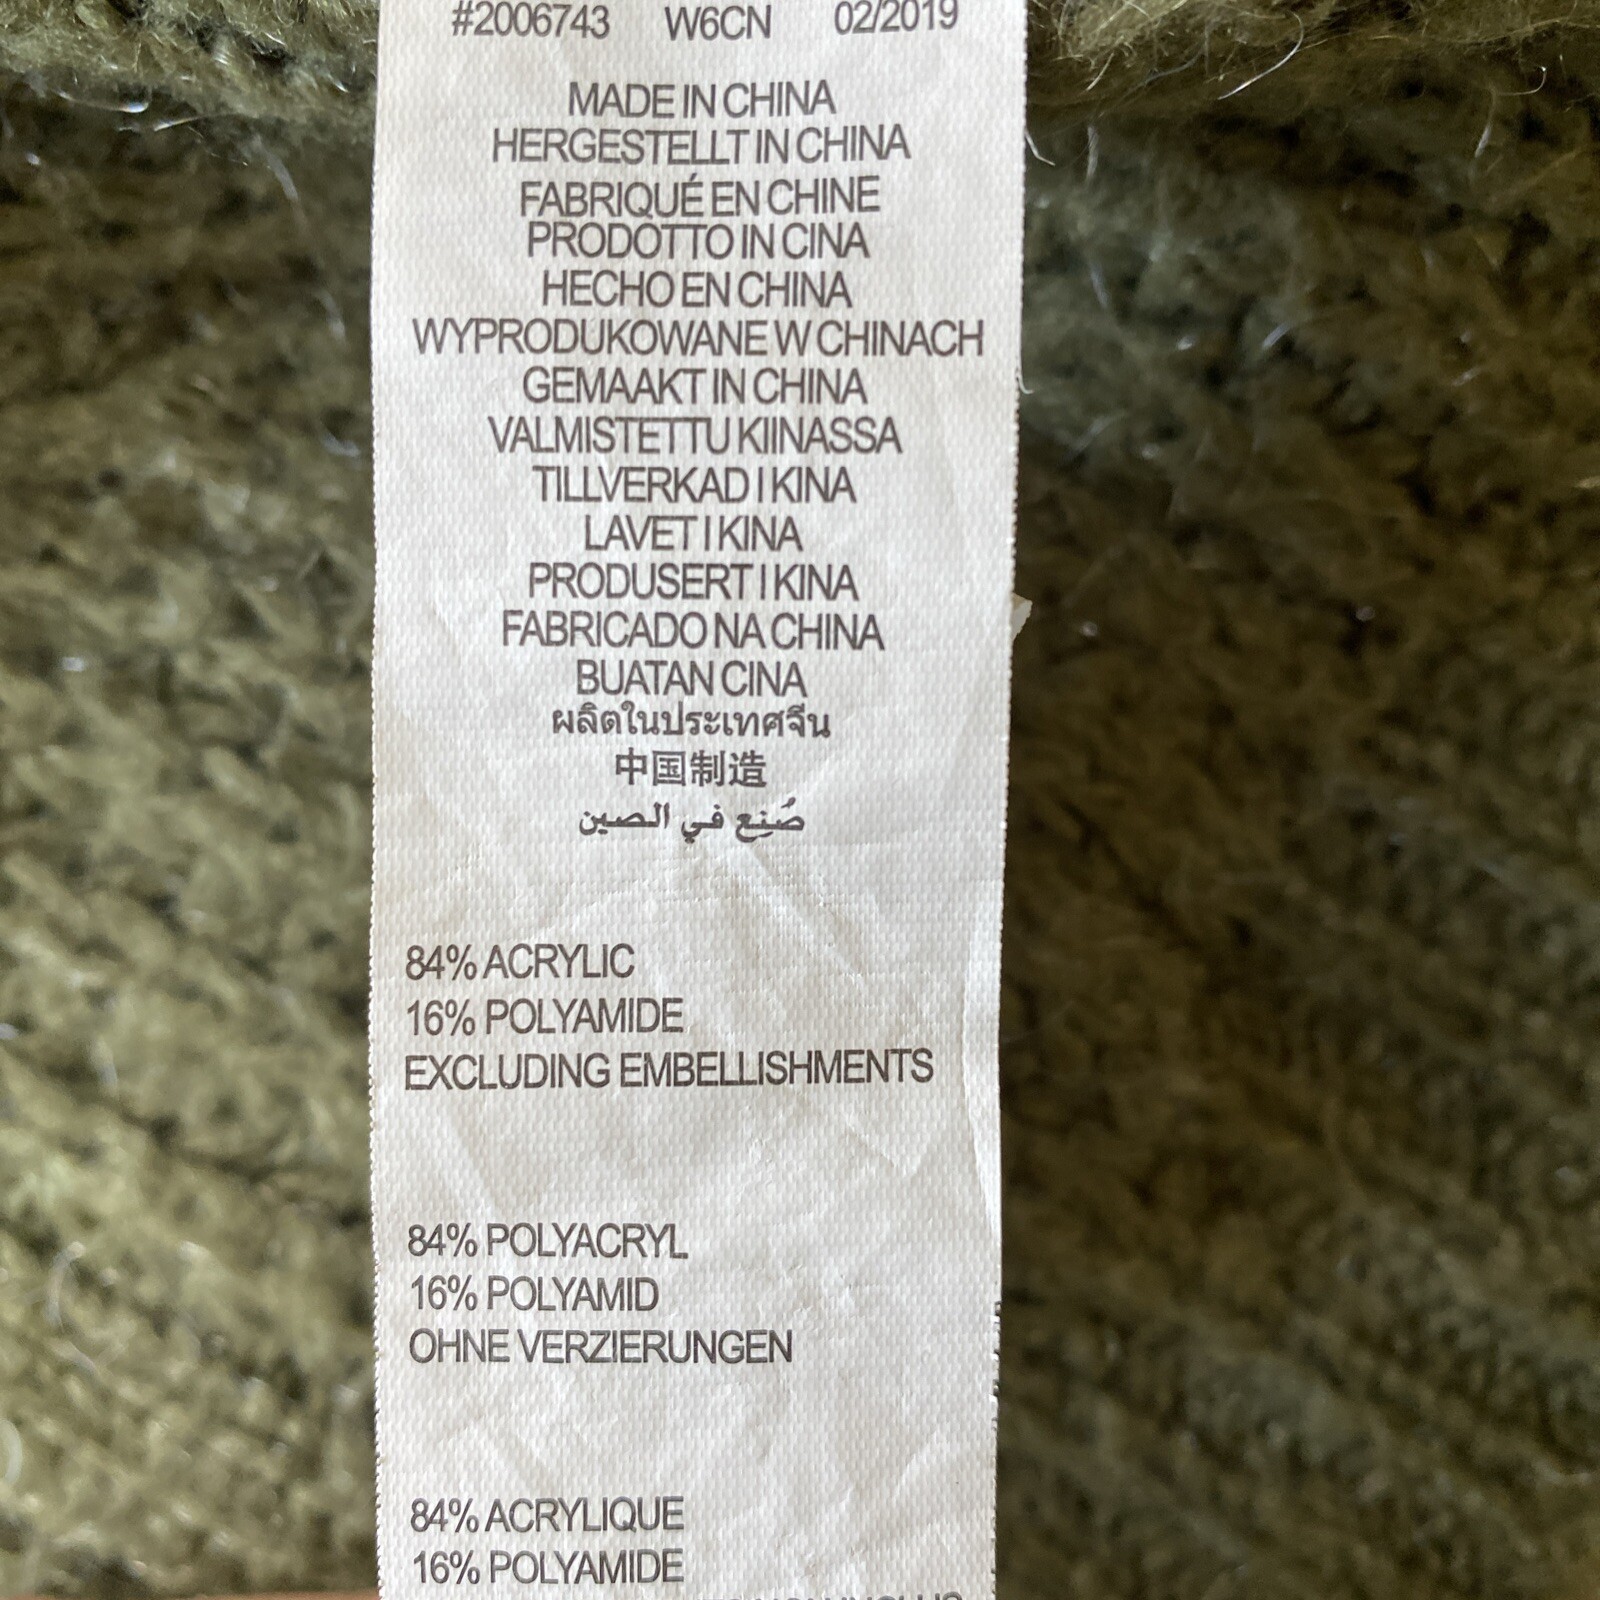 #2006743 W6CN 02/2019
MADE IN CHINA
HERGESTELLT IN CHINA
FABRIQUÉ EN CHINE
PRODOTTO IN CINA
HECHO EN CHINA
WYPRODUKOWANE W CHINACH
GEMAAKT IN CHINA
VALMISTETTU KIINASSA
TILLVERKAD I KINA
LAVET I KINA
PRODUSERT I KINA
FABRICADO NA CHINA
BUATAN CINA
ผลิตในประเทศจีน
中国制造
صُنِع في الصين
84% ACRYLIC
16% POLYAMIDE
EXCLUDING EMBELLISHMENTS
84% POLYACRYL
16% POLYAMID
OHNE VERZIERUNGEN
84% ACRYLIQUE
16% POLYAMIDE